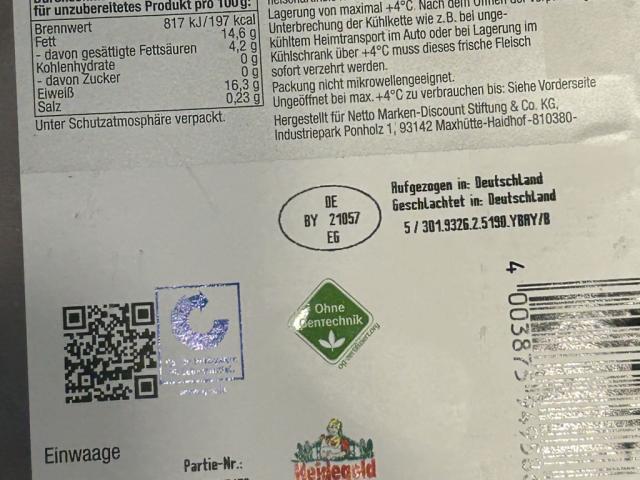 für unzubereitetes Produkt pro 100g:
Brennwert 817 kJ/197 kcal
Fett 14,6 g
- davon gesättigte Fettsäuren 4,2 g
Kohlenhydrate 0 g
- davon Zucker 0 g
Eiweiß 16,3 g
Salz 0,23 g
Unter Schutzatmosphäre verpackt.
Lagerung von maximal +4°C. Nach dem
Unterbrechung der Kühlkette wie z.B. bei unge-
kühltem Heimtransport im Auto oder bei Lagerung im
Kühlschrank über +4°C muss dieses frische Fleisch
sofort verzehrt werden.
Packung nicht mikrowellengeeignet.
Ungeöffnet bei max. +4°C zu verbrauchen bis: Siehe Vorderseite
Hergestellt für Netto Marken-Discount Stiftung & Co. KG,
Industriepark Ponholz 1, 93142 Maxhütte-Haidhof -810380-
DE
BY 21057
EG
Aufgezogen in: Deutschland
Geschlachtet in: Deutschland
5/301.9326.2.5190.YBAY/B
Ohne
Gentechnik
4 003875
Einwaage
Partie-Nr.:
Heidegold